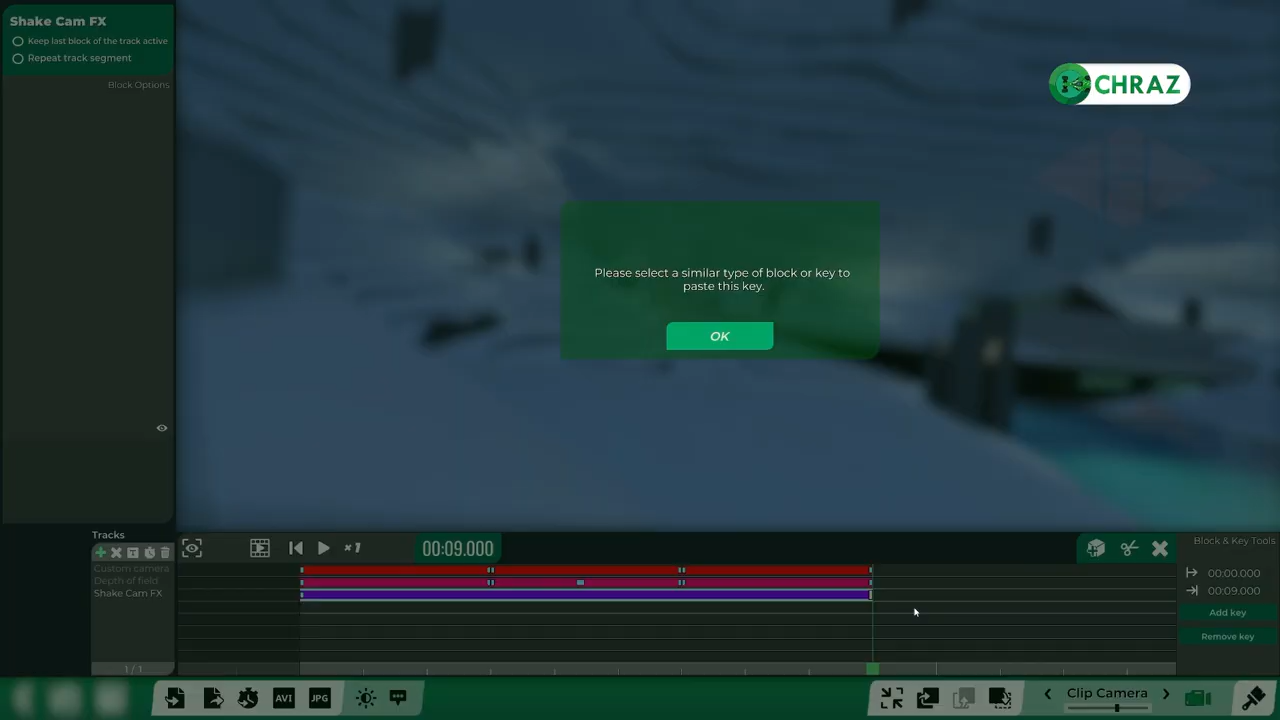 Shake Cam FX
Keep last block of the track active
Repeat track segment
Block Options
CHRAZ
Please select a similar type of block or key to
paste this key.
OK
Tracks
×1
00:09.000
Block & Key Tools
Custom camera
Depth of field
Shake Cam FX
00:00.000
00:09.000
Add key
Remove key
1 / 1
AVI
JPG
Clip Camera